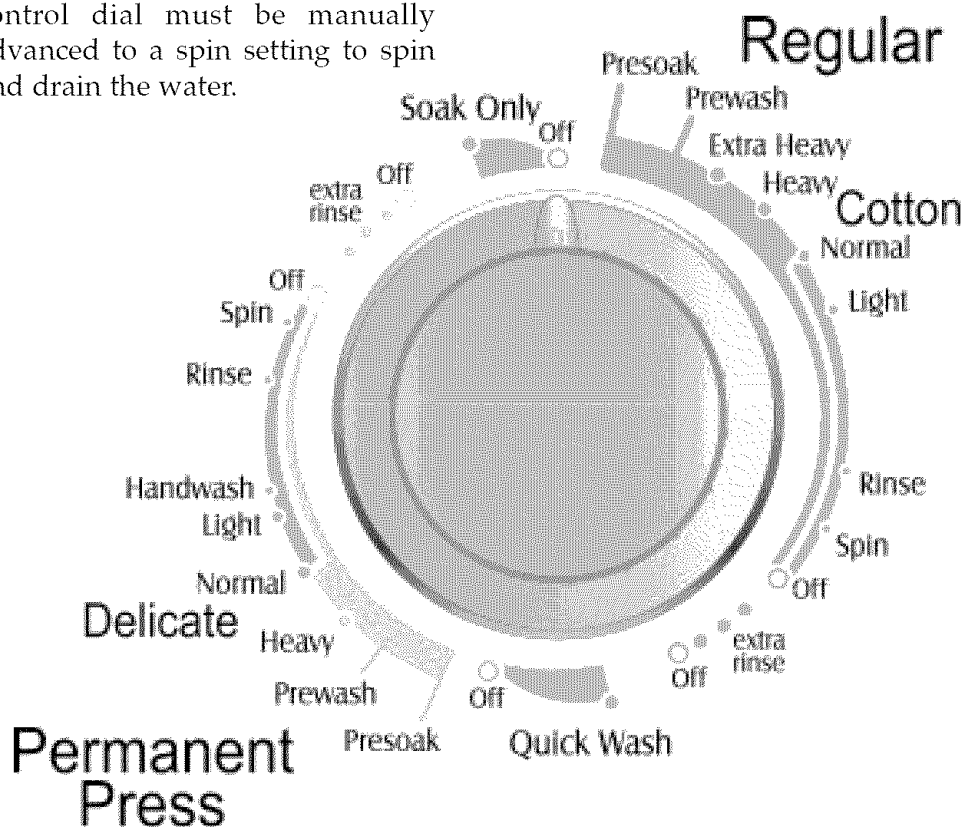 ontrol dial must be manually
dvanced to a spin setting to spin
nd drain the water.
Regular
Presoak
Prewash
Soak Only
Off
Extra Heavy
Off
Heavy
extra
rinse
Cotton
Normal
Off
Light
Spin
Rinse
Handwash
Rinse
Light
Spin
Normal
Off
Delicate
Heavy
extra
rinse
Off
Prewash
Off
Presoak
Quick Wash
Permanent
Press